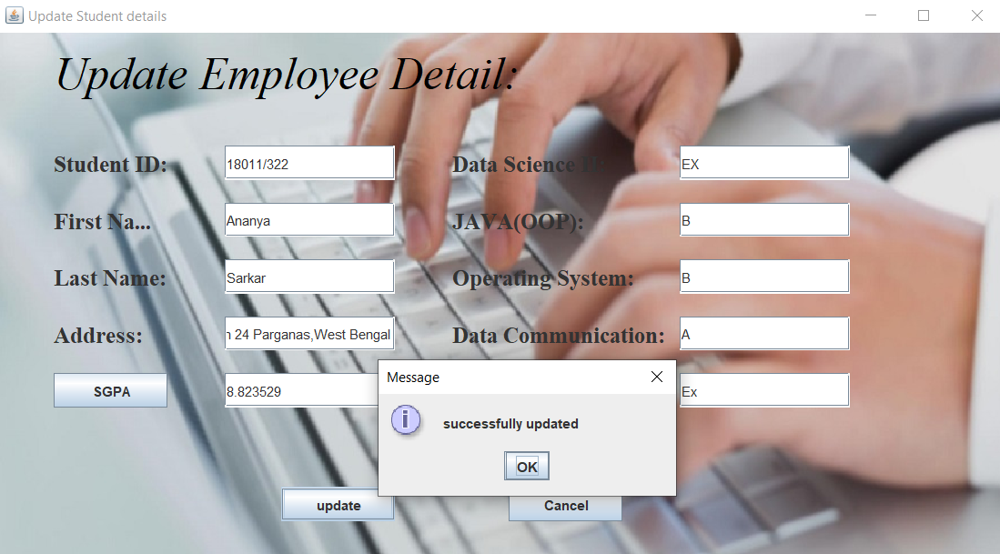 Update Student details
Update Employee Detail:
Student ID: 18011/322 Data Science EX
First Na... Ananya JAVA(OOP): B
Last Name: Sarkar Operating System: B
Address: 24 Parganas,West Bengal Data Communication: A
SGPA 8.823529 Ex
Message
successfully updated
OK
update Cancel